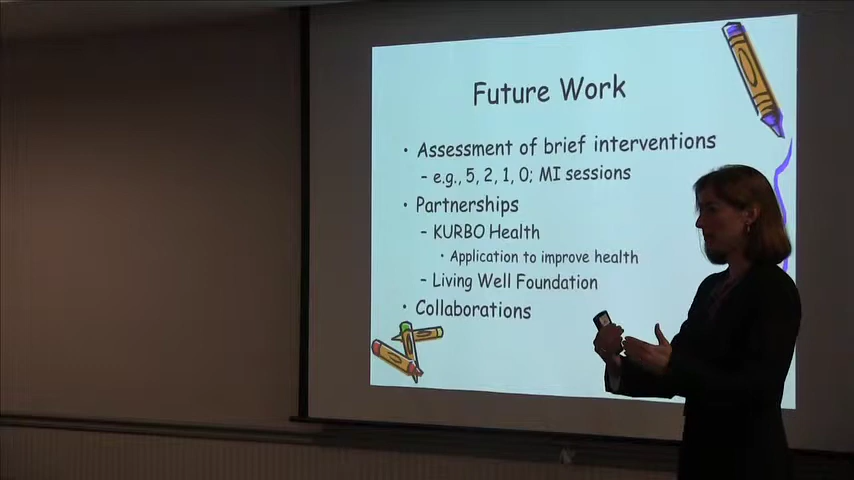 Future Work
• Assessment of brief interventions
– e.g., 5, 2, 1, 0; MI sessions
• Partnerships
– KURBO Health
• Application to improve health
– Living Well Foundation
• Collaborations